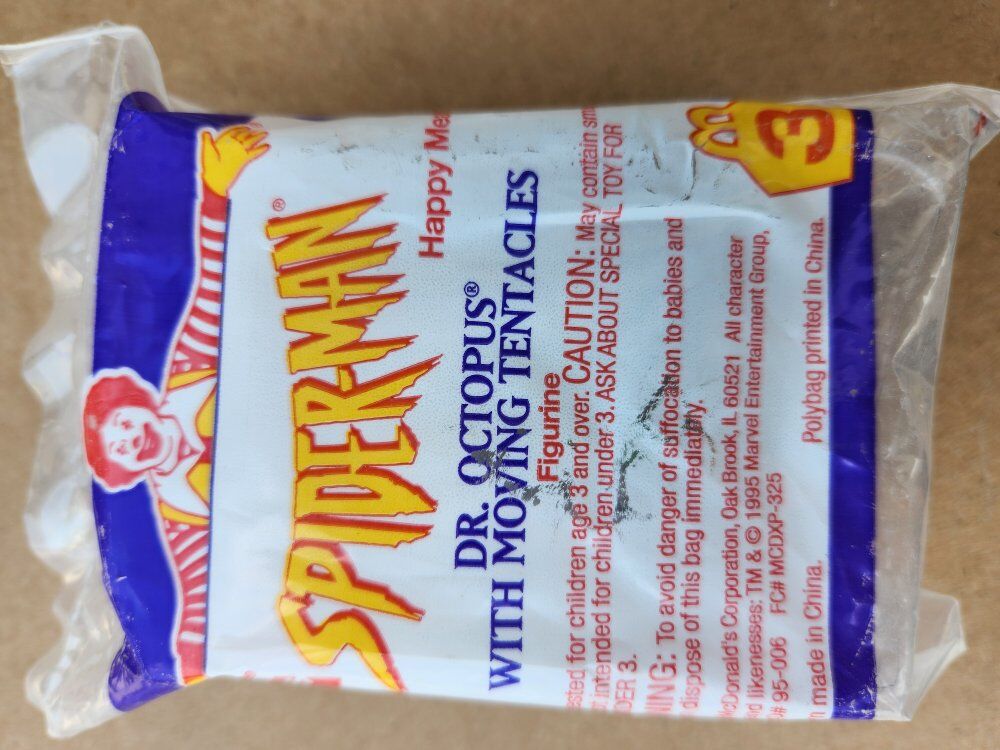 SPIDER-MAN®
Happy Me
DR. OCTOPUS®
WITH MOVING TENTACLES
Figurine
ested for children age 3 and over. CAUTION: May contain sm
t intended for children under 3. ASK ABOUT SPECIAL TOY FOR
DER 3.
NING: To avoid danger of suffocation to babies and
dispose of this bag immediately.
cDonald's Corporation, Oak Brook, IL 60521 All character
d likenesses: TM & © 1995 Marvel Entertainment Group,
# 95-006 FC# MCDXP-325
made in China. Polybag printed in China.
3